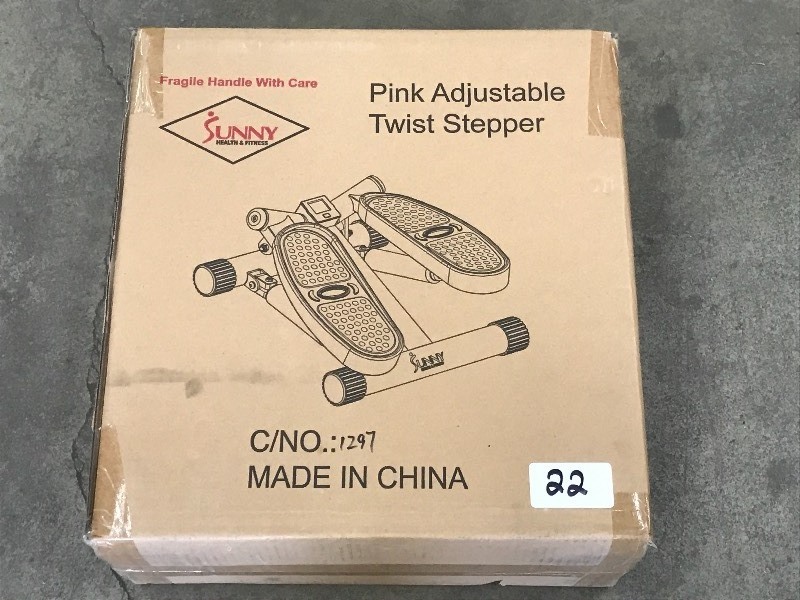 Fragile Handle With Care
SUNNY
HEALTH & FITNESS
Pink Adjustable
Twist Stepper
SUNNY
C/NO.:1297
MADE IN CHINA
22